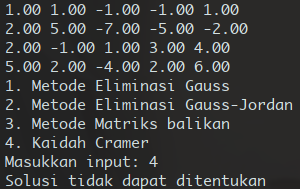 1.00 1.00 -1.00 -1.00 1.00
2.00 5.00 -7.00 -5.00 -2.00
2.00 -1.00 1.00 3.00 4.00
5.00 2.00 -4.00 2.00 6.00
1. Metode Eliminasi Gauss
2. Metode Eliminasi Gauss-Jordan
3. Metode Matriks balikan
4. Kaidah Cramer
Masukkan input: 4
Solusi tidak dapat ditentukan